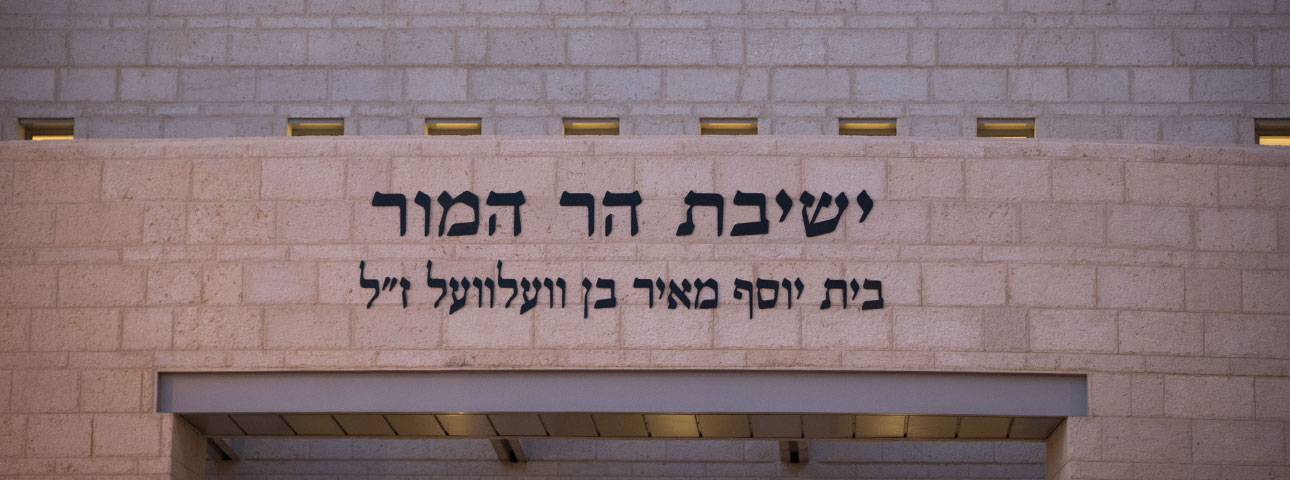 ישיבת הר המור
בית יוסף מאיר בן וועלוועל ז״ל